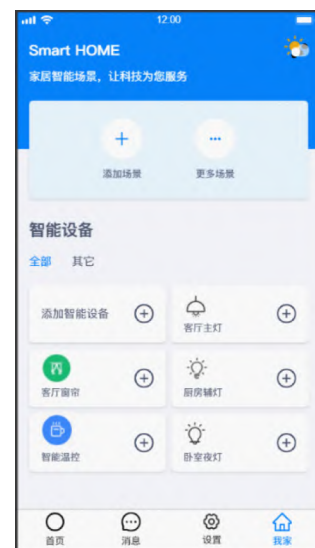 12:00
Smart HOME
家居智能场景，让科技为您服务
添加场景
更多场景
智能设备
全部 其它
添加智能设备
客厅主灯
客厅窗帘
厨房辅灯
智能温控
卧室夜灯
首页
消息
设置
我家